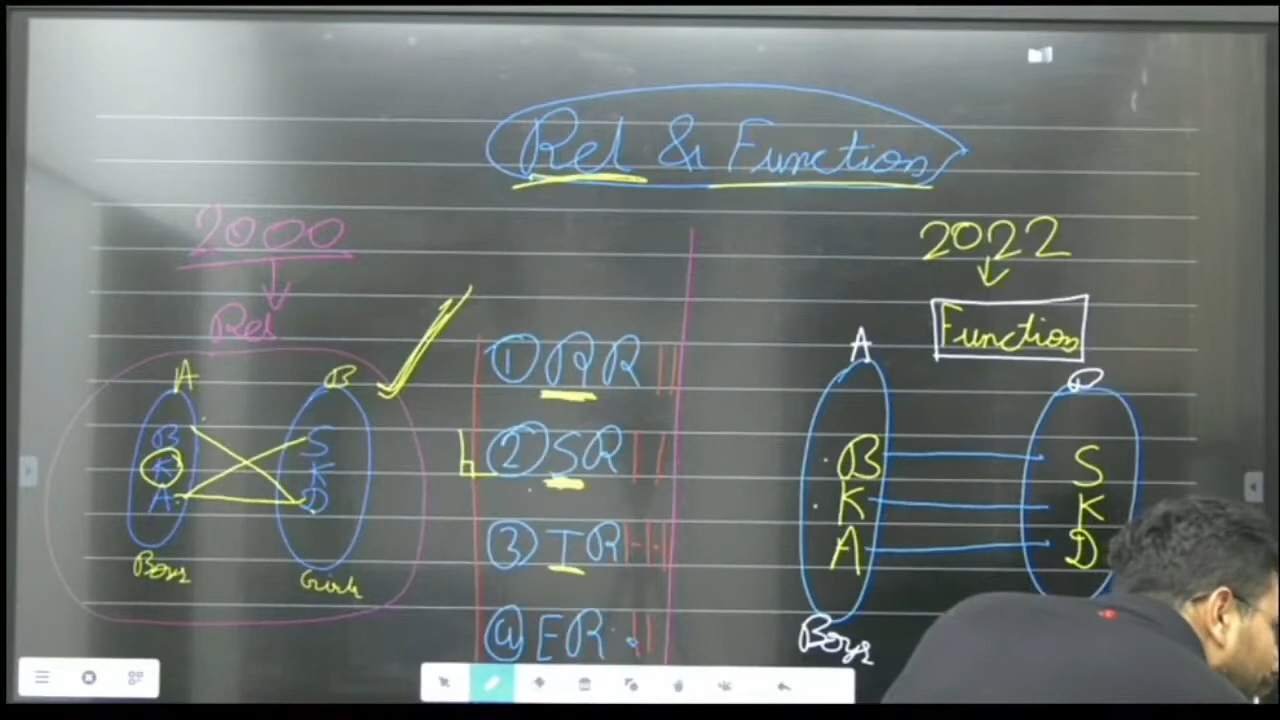 Rel & Function
2000
Rel
A B
B S
K K
A D
Boys Girls
① RR
② SR
③ IR
④ ER
2022
Function
A
B S
K K
A D
Boys